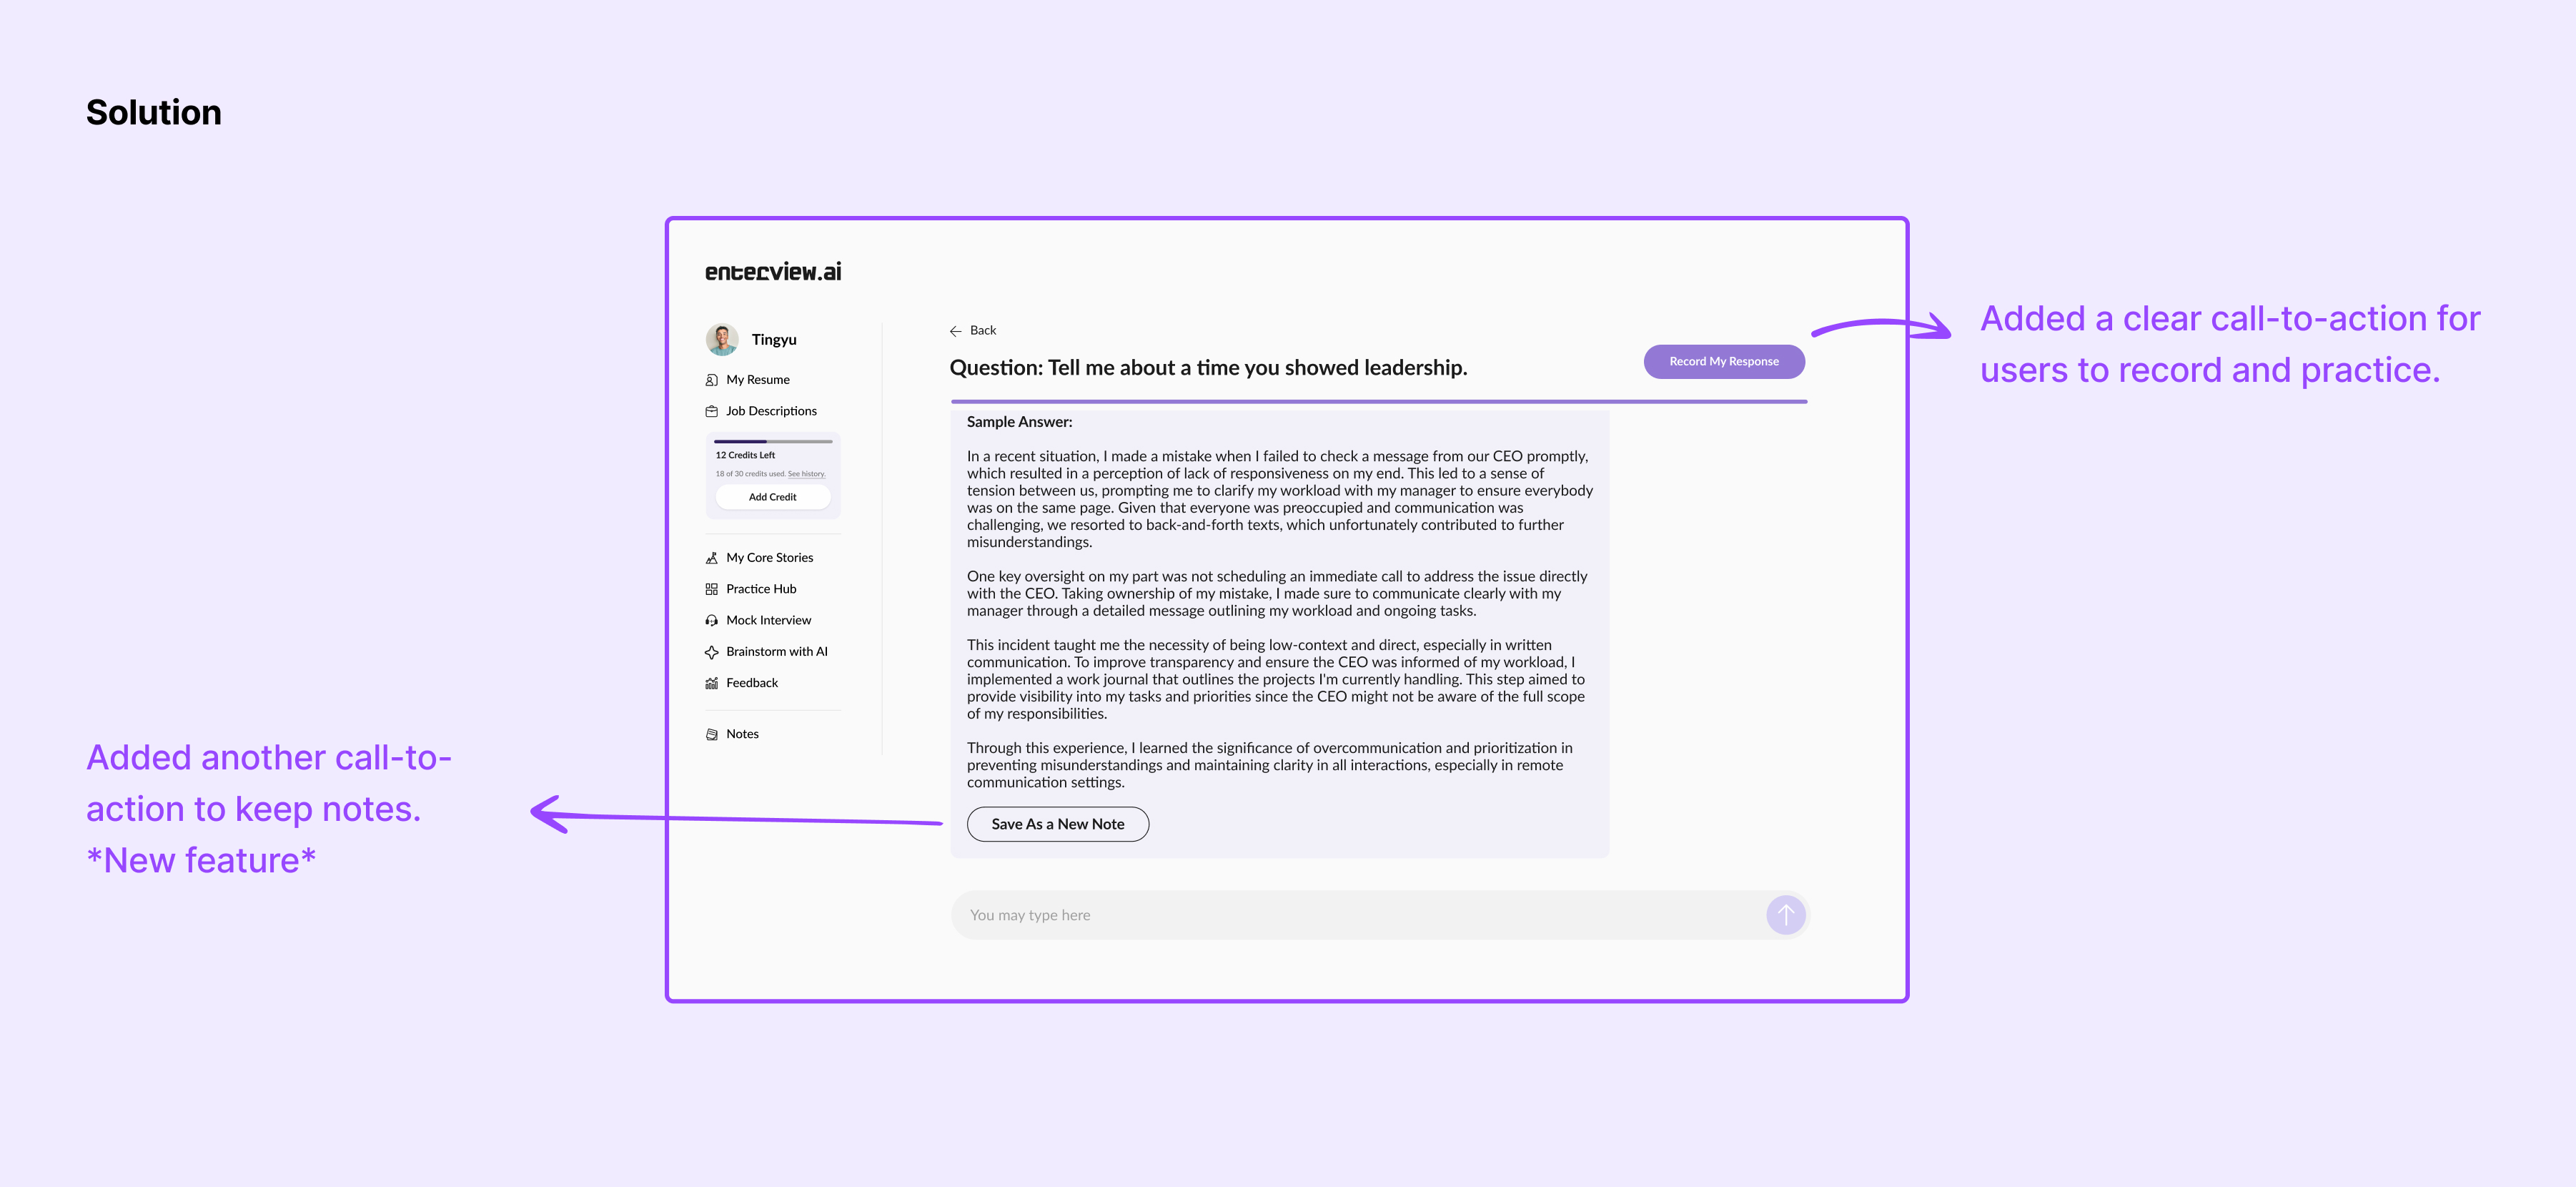 Solution
enterview.ai
Tingyu
My Resume
Job Descriptions
12 Credits Left
18 of 30 credits used. See history.
Add Credit
My Core Stories
Practice Hub
Mock Interview
Brainstorm with AI
Feedback
Notes
Back
Question: Tell me about a time you showed leadership.
Record My Response
Sample Answer:
In a recent situation, I made a mistake when I failed to check a message from our CEO promptly,
which resulted in a perception of lack of responsiveness on my end. This led to a sense of
tension between us, prompting me to clarify my workload with my manager to ensure everybody
was on the same page. Given that everyone was preoccupied and communication was
challenging, we resorted to back-and-forth texts, which unfortunately contributed to further
misunderstandings.
One key oversight on my part was not scheduling an immediate call to address the issue directly
with the CEO. Taking ownership of my mistake, I made sure to communicate clearly with my
manager through a detailed message outlining my workload and ongoing tasks.
This incident taught me the necessity of being low-context and direct, especially in written
communication. To improve transparency and ensure the CEO was informed of my workload, I
implemented a work journal that outlines the projects I'm currently handling. This step aimed to
provide visibility into my tasks and priorities since the CEO might not be aware of the full scope
of my responsibilities.
Through this experience, I learned the significance of overcommunication and prioritization in
preventing misunderstandings and maintaining clarity in all interactions, especially in remote
communication settings.
Save As a New Note
You may type here
Added a clear call-to-action for
users to record and practice.
Added another call-to-
action to keep notes.
*New feature*